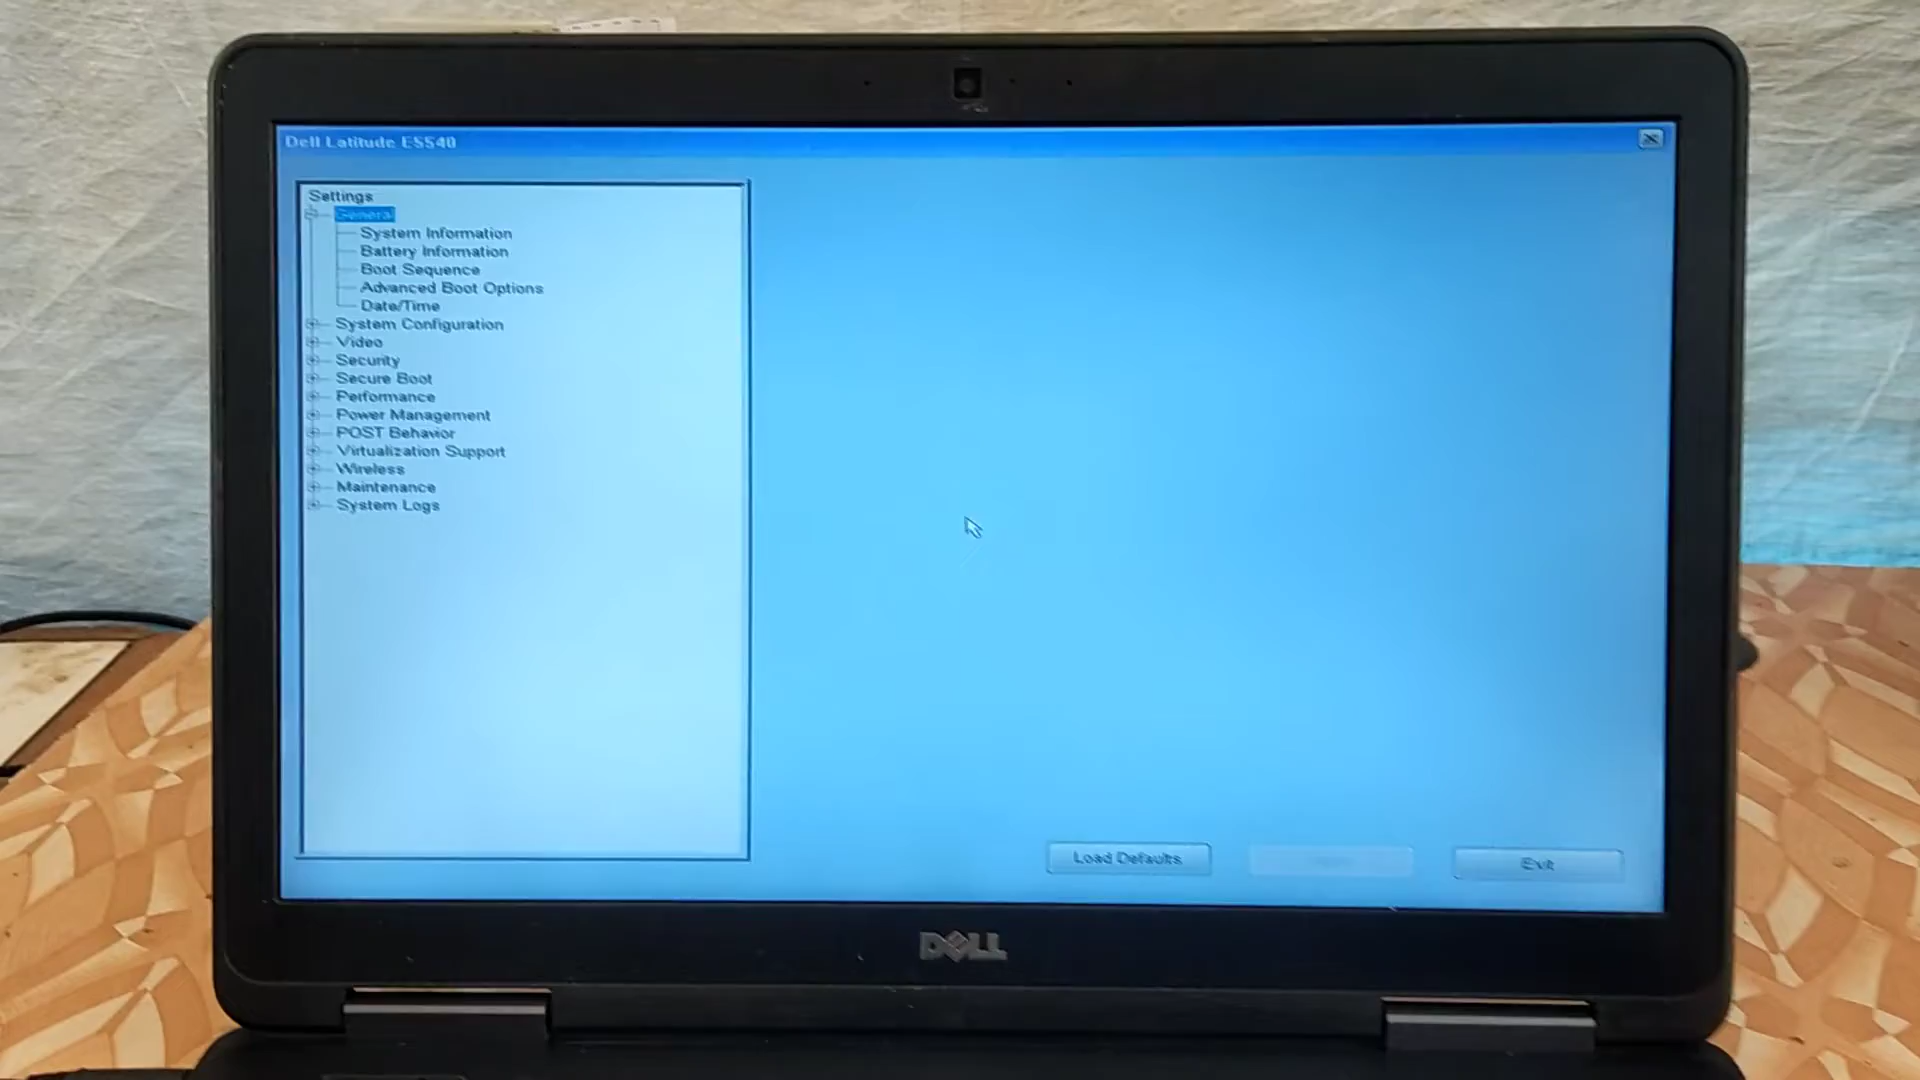 Dell Latitude E5540
Settings
General
System Information
Battery Information
Boot Sequence
Advanced Boot Options
Date/Time
System Configuration
Video
Security
Secure Boot
Performance
Power Management
POST Behavior
Virtualization Support
Wireless
Maintenance
System Logs
Load Defaults
Exit
DELL